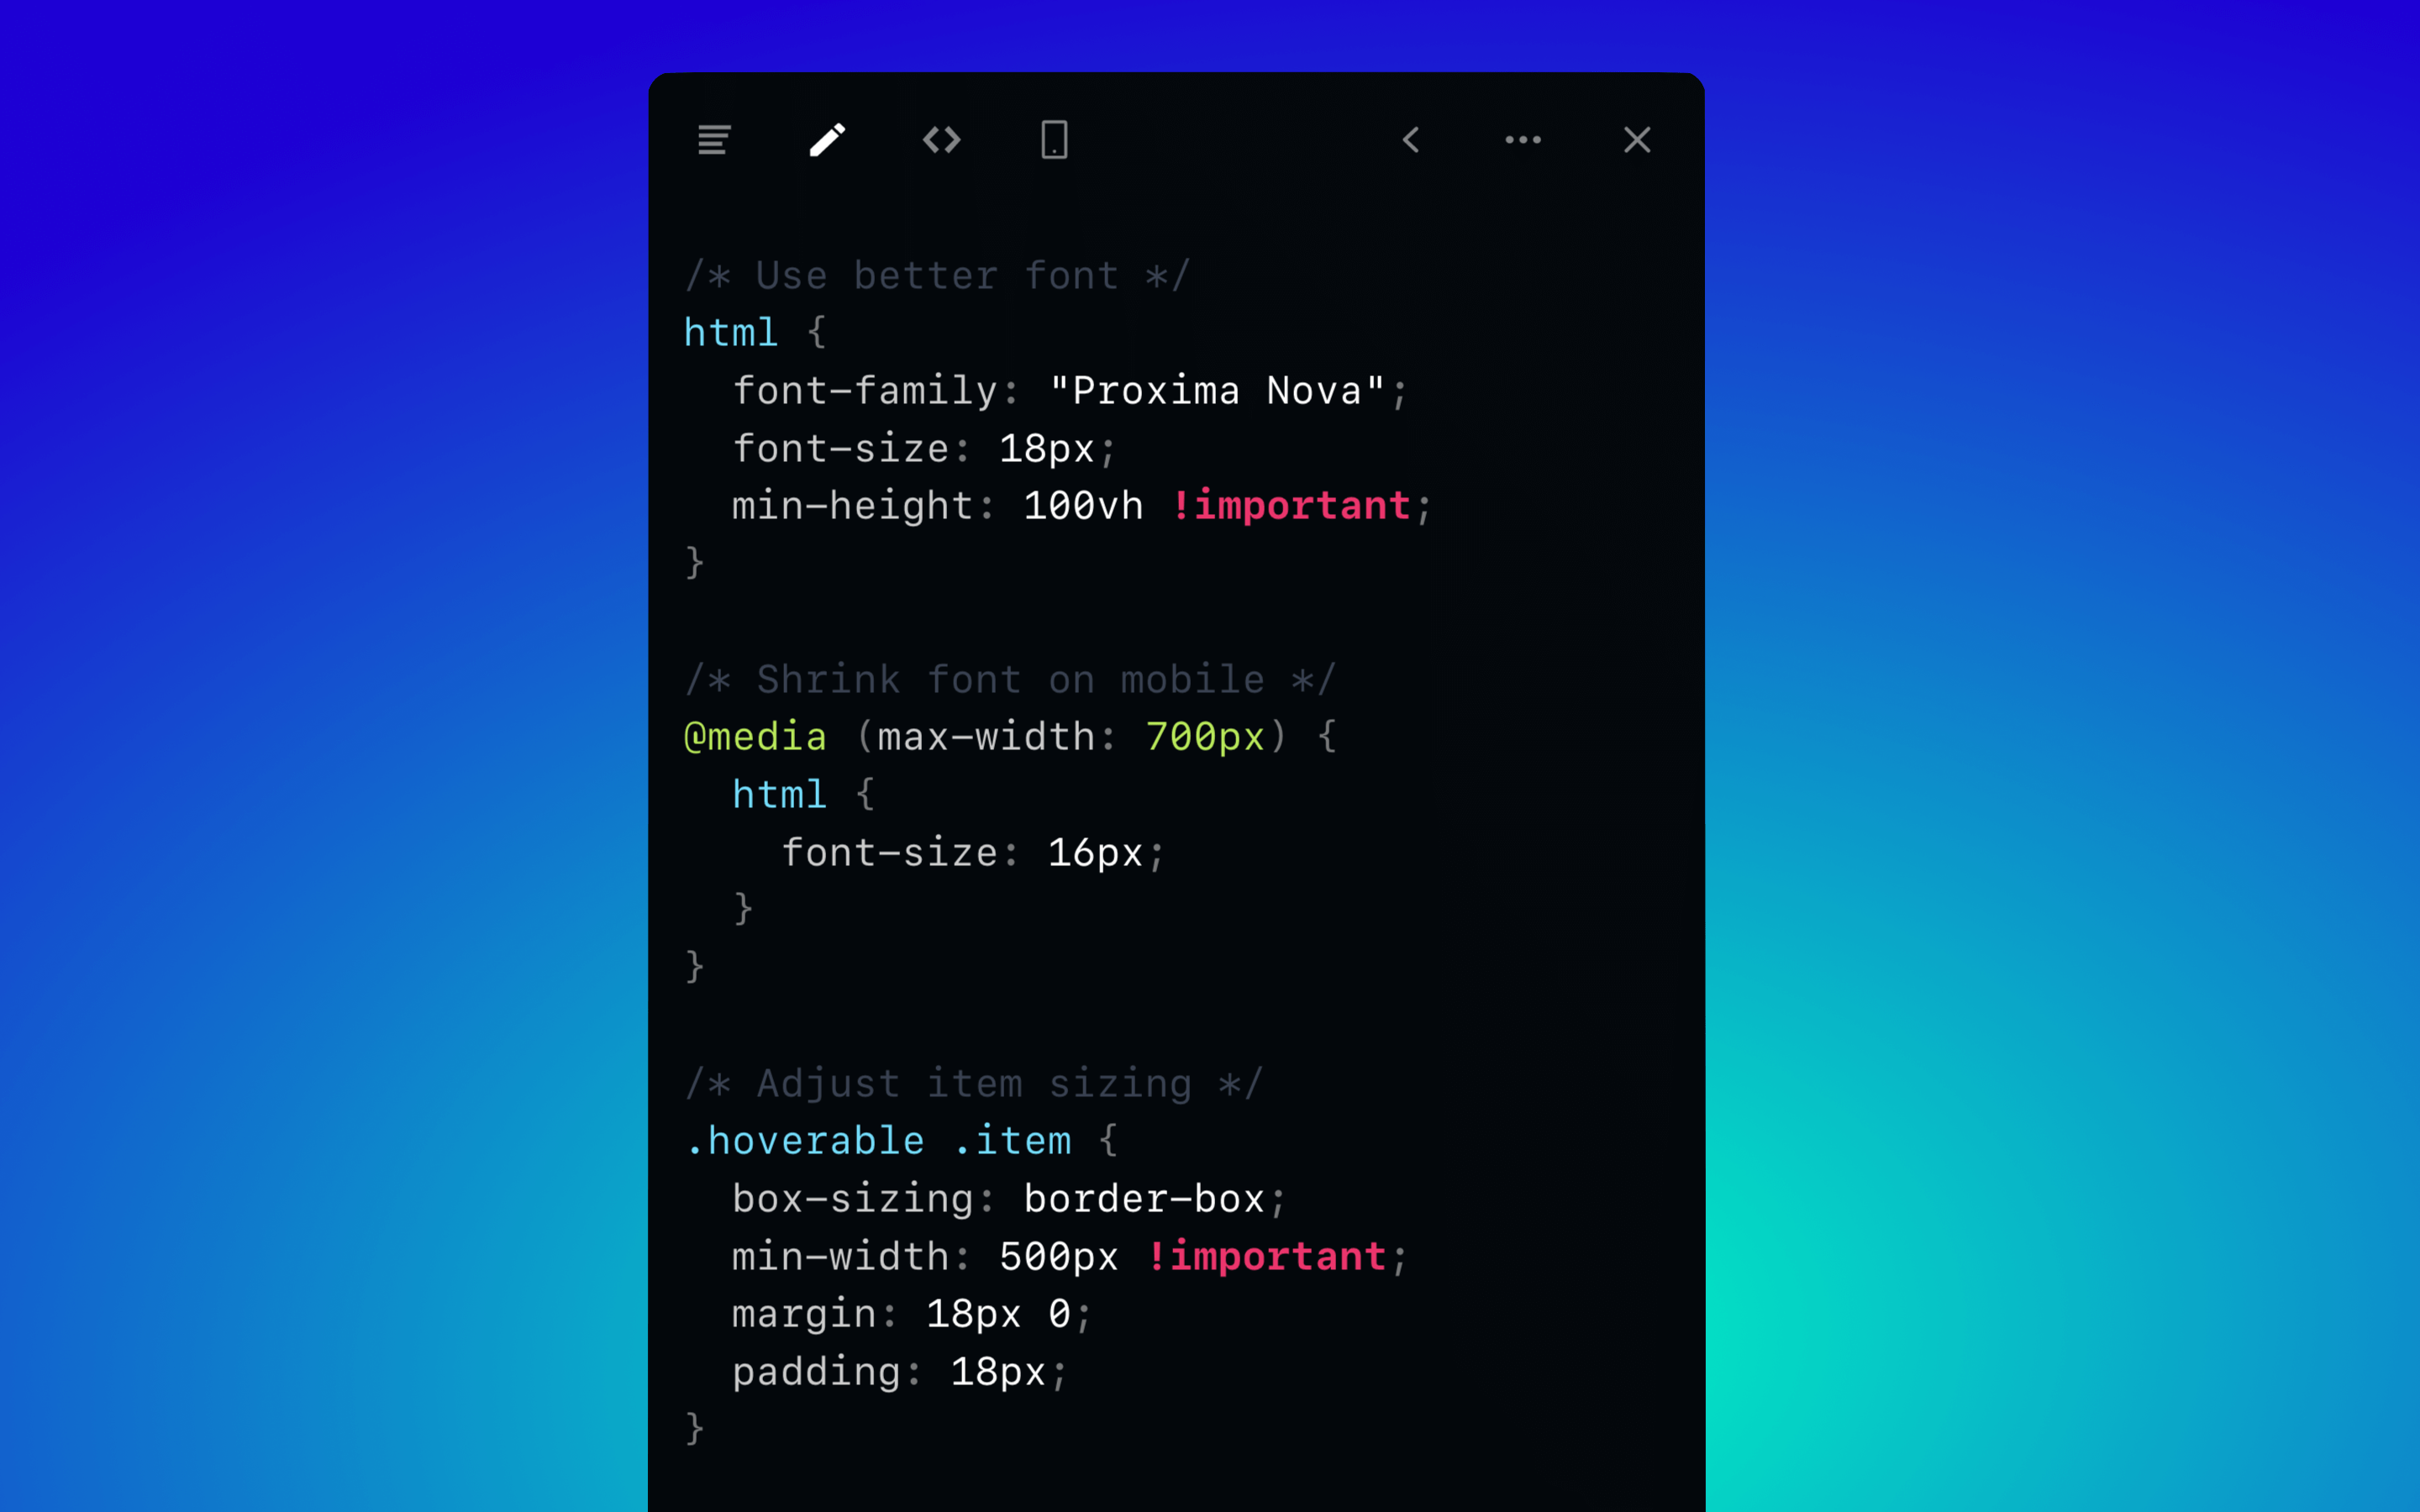 /* Use better font */
html {
  font-family: "Proxima Nova";
  font-size: 18px;
  min-height: 100vh !important;
}
/* Shrink font on mobile */
@media (max-width: 700px) {
  html {
    font-size: 16px;
  }
}
/* Adjust item sizing */
.hoverable .item {
  box-sizing: border-box;
  min-width: 500px !important;
  margin: 18px 0;
  padding: 18px;
}